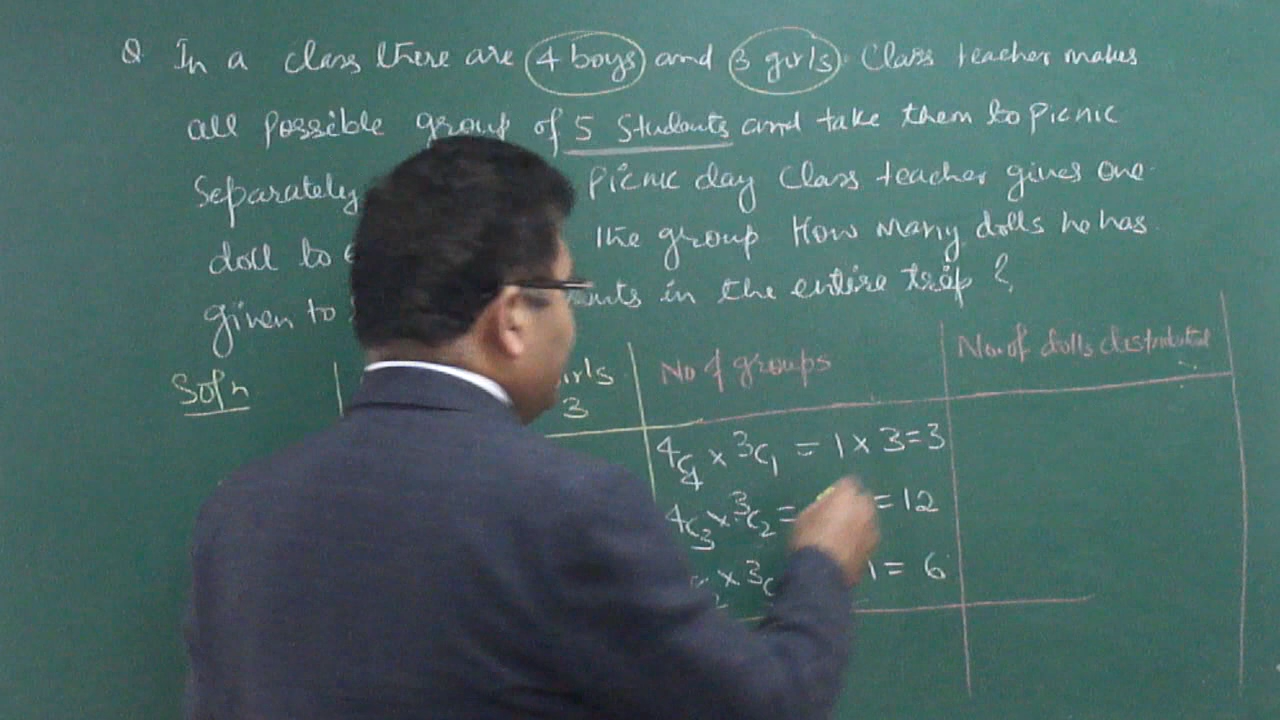 Q In a class there are 4 boys and 3 girls. Class teacher makes
all possible group of 5 students and take them to picnic
Separately picnic day class teacher gives one
doll to the group. How many dolls he has
given to in the entire trip?
Soln No of groups No. of dolls distributed
3
4C4 × 3C1 = 1 × 3 = 3
4C3 × 3C2 = = 12
2 × 3C 1 = 6